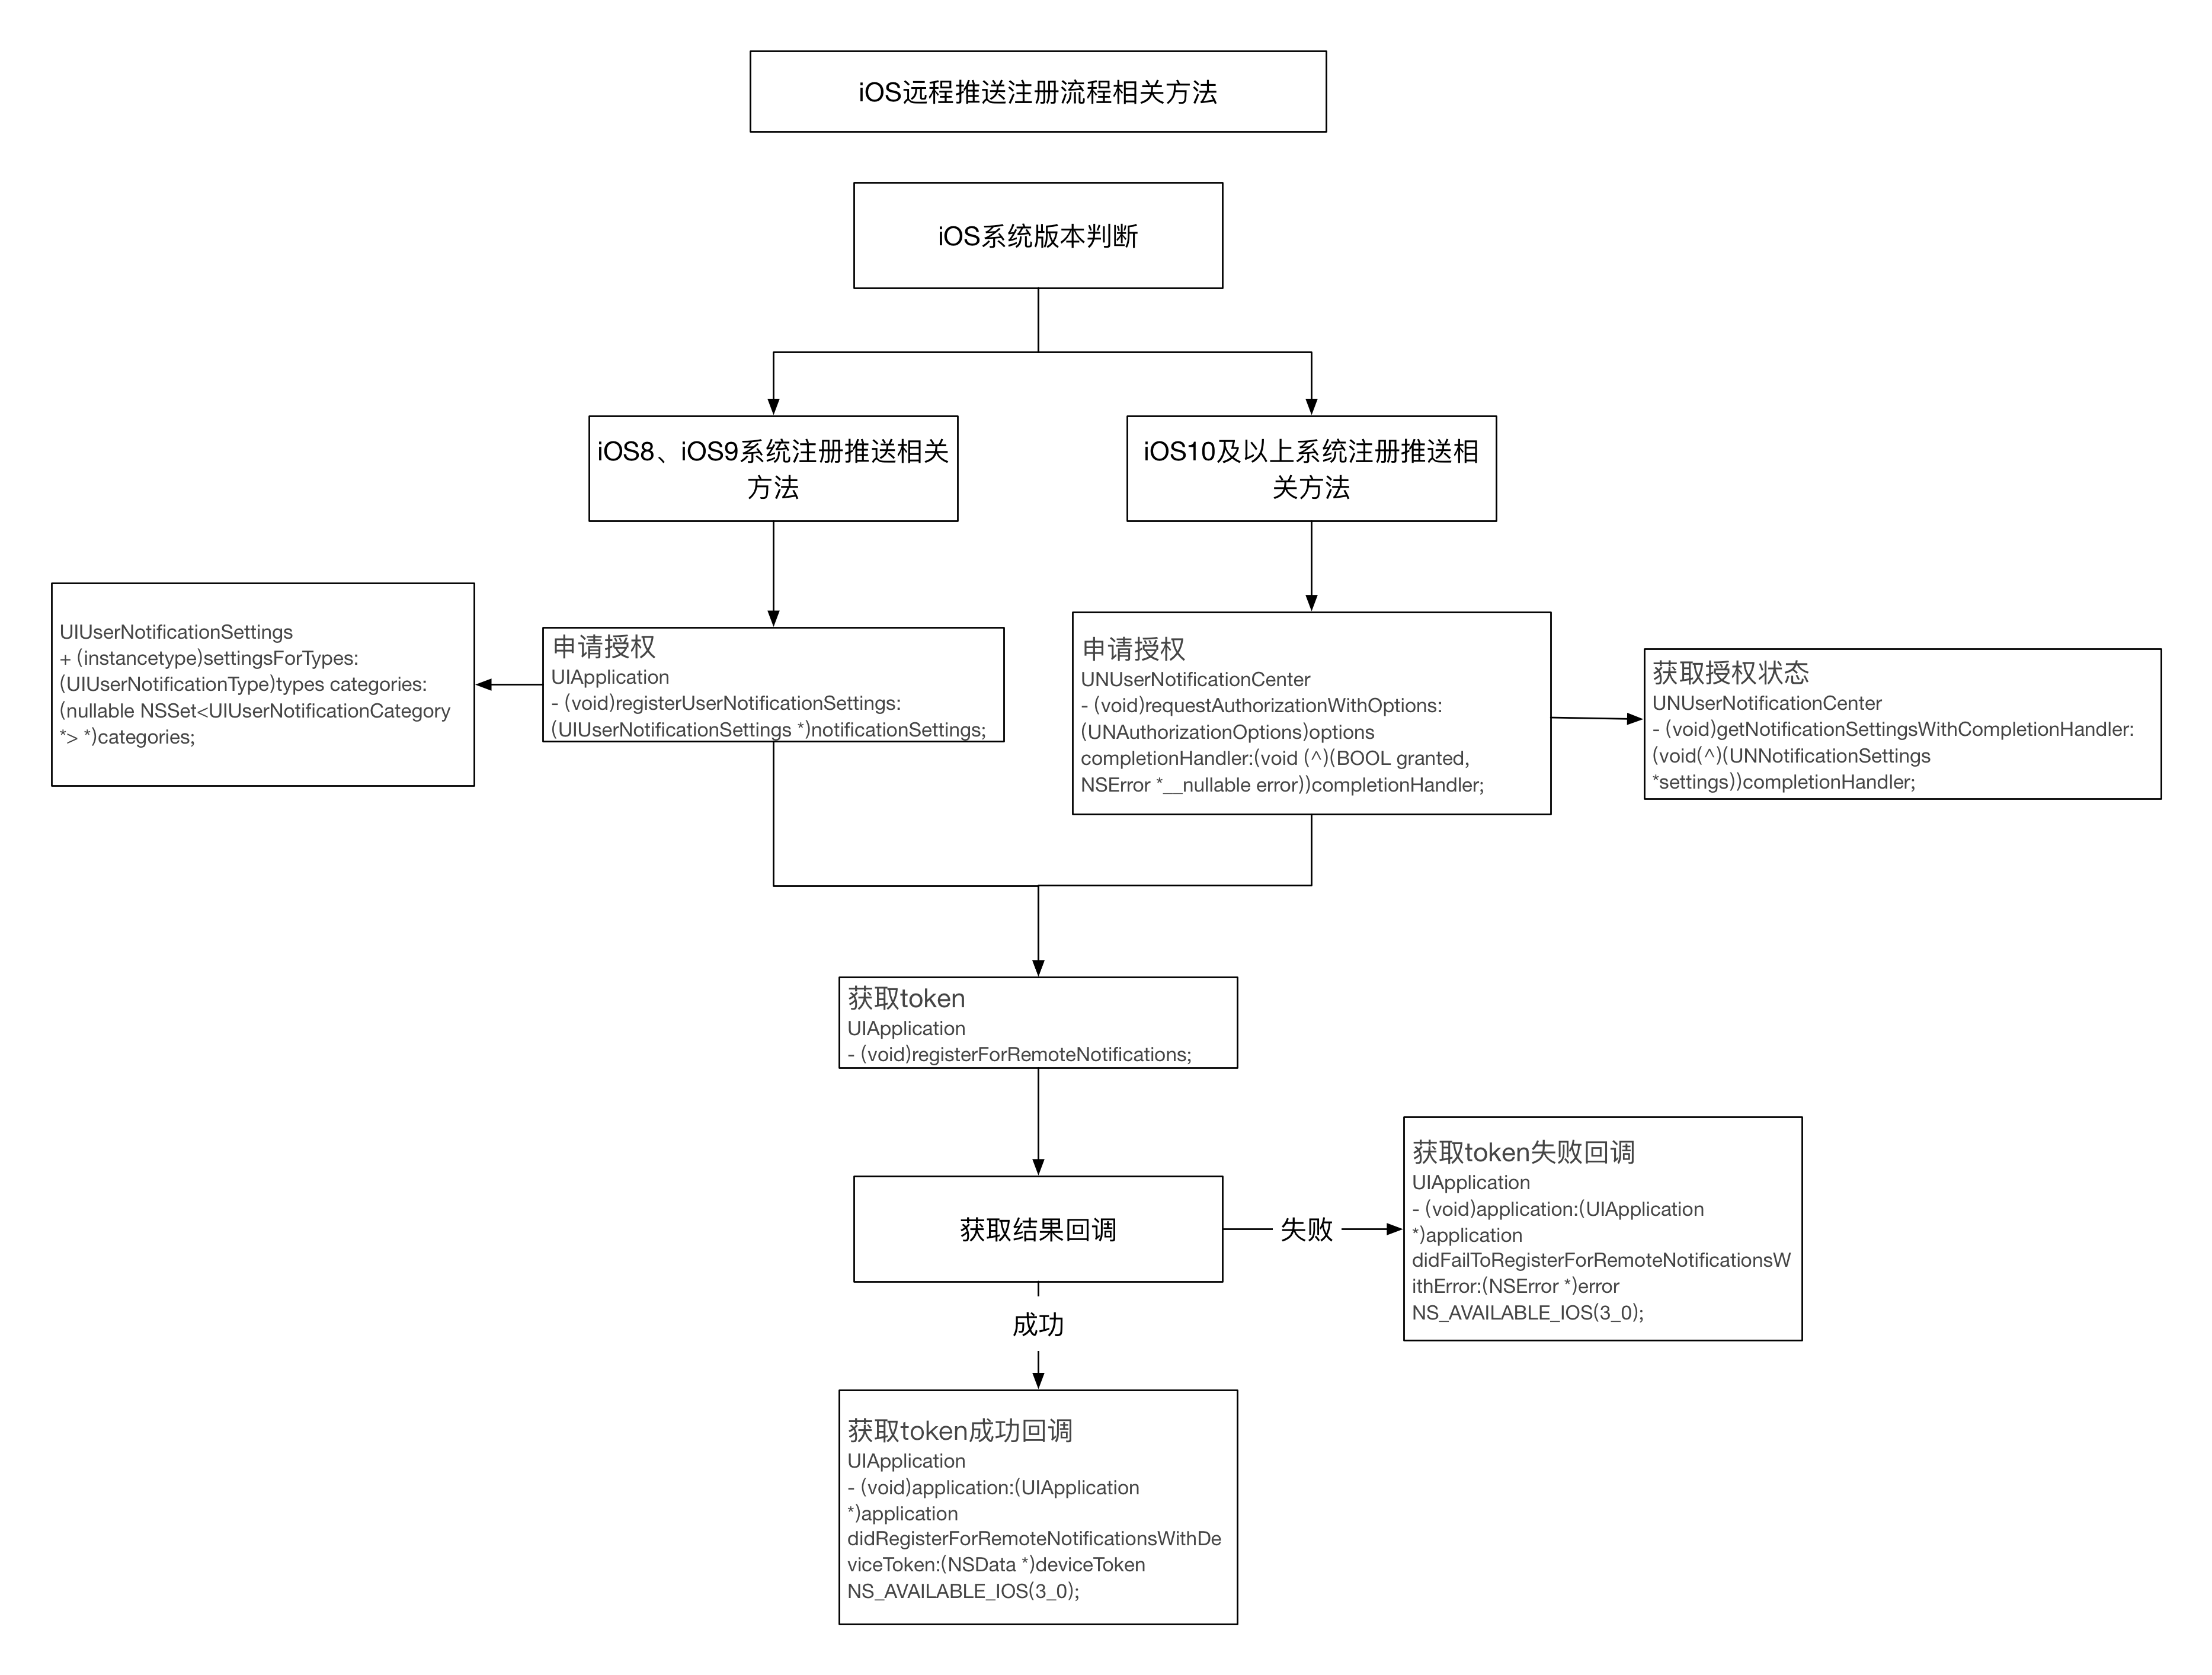 iOS远程推送注册流程相关方法
iOS系统版本判断
iOS8、iOS9系统注册推送相关
方法
iOS10及以上系统注册推送相
关方法
UIUserNotificationSettings
+ (instancetype)settingsForTypes:
(UIUserNotificationType)types categories:
(nullable NSSet<UIUserNotificationCategory
*> *)categories;
申请授权
UIApplication
- (void)registerUserNotificationSettings:
(UIUserNotificationSettings *)notificationSettings;
申请授权
UNUserNotificationCenter
- (void)requestAuthorizationWithOptions:
(UNAuthorizationOptions)options
completionHandler:(void (^)(BOOL granted,
NSError *__nullable error))completionHandler;
获取授权状态
UNUserNotificationCenter
- (void)getNotificationSettingsWithCompletionHandler:
(void(^)(UNNotificationSettings
*settings))completionHandler;
获取token
UIApplication
- (void)registerForRemoteNotifications;
获取结果回调
失败
获取token失败回调
UIApplication
- (void)application:(UIApplication
*)application
didFailToRegisterForRemoteNotificationsW
ithError:(NSError *)error
NS_AVAILABLE_IOS(3_0);
成功
获取token成功回调
UIApplication
- (void)application:(UIApplication
*)application
didRegisterForRemoteNotificationsWithDe
viceToken:(NSData *)deviceToken
NS_AVAILABLE_IOS(3_0);